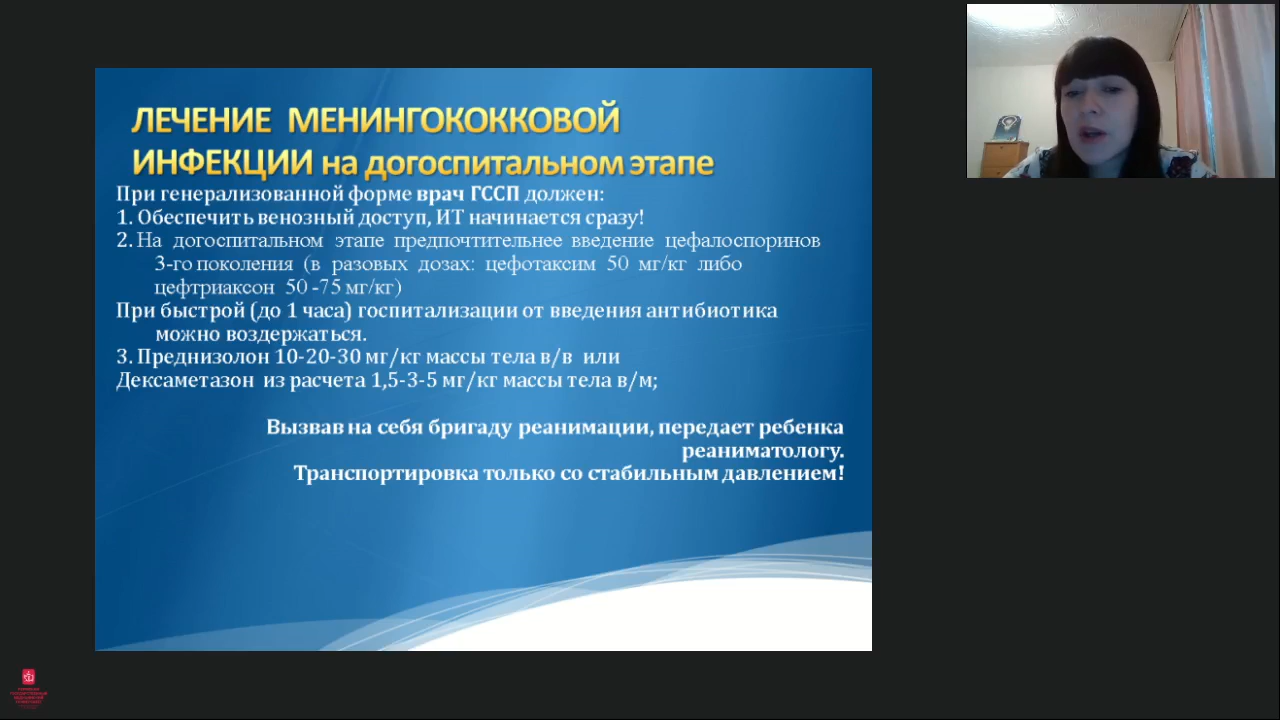 ЛЕЧЕНИЕ МЕНИНГОКОККОВОЙ
ИНФЕКЦИИ на догоспитальном этапе
При генерализованной форме врач ГССП должен:
1. Обеспечить венозный доступ, ИТ начинается сразу!
2. На догоспитальном этапе предпочтительнее введение цефалоспоринов
3-го поколения (в разовых дозах: цефотаксим 50 мг/кг либо
цефтриаксон 50 -75 мг/кг)
При быстрой (до 1 часа) госпитализации от введения антибиотика
можно воздержаться.
3. Преднизолон 10-20-30 мг/кг массы тела в/в или
Дексаметазон из расчета 1,5-3-5 мг/кг массы тела в/м;
Вызвав на себя бригаду реанимации, передает ребенка
реаниматологу.
Транспортировка только со стабильным давлением!